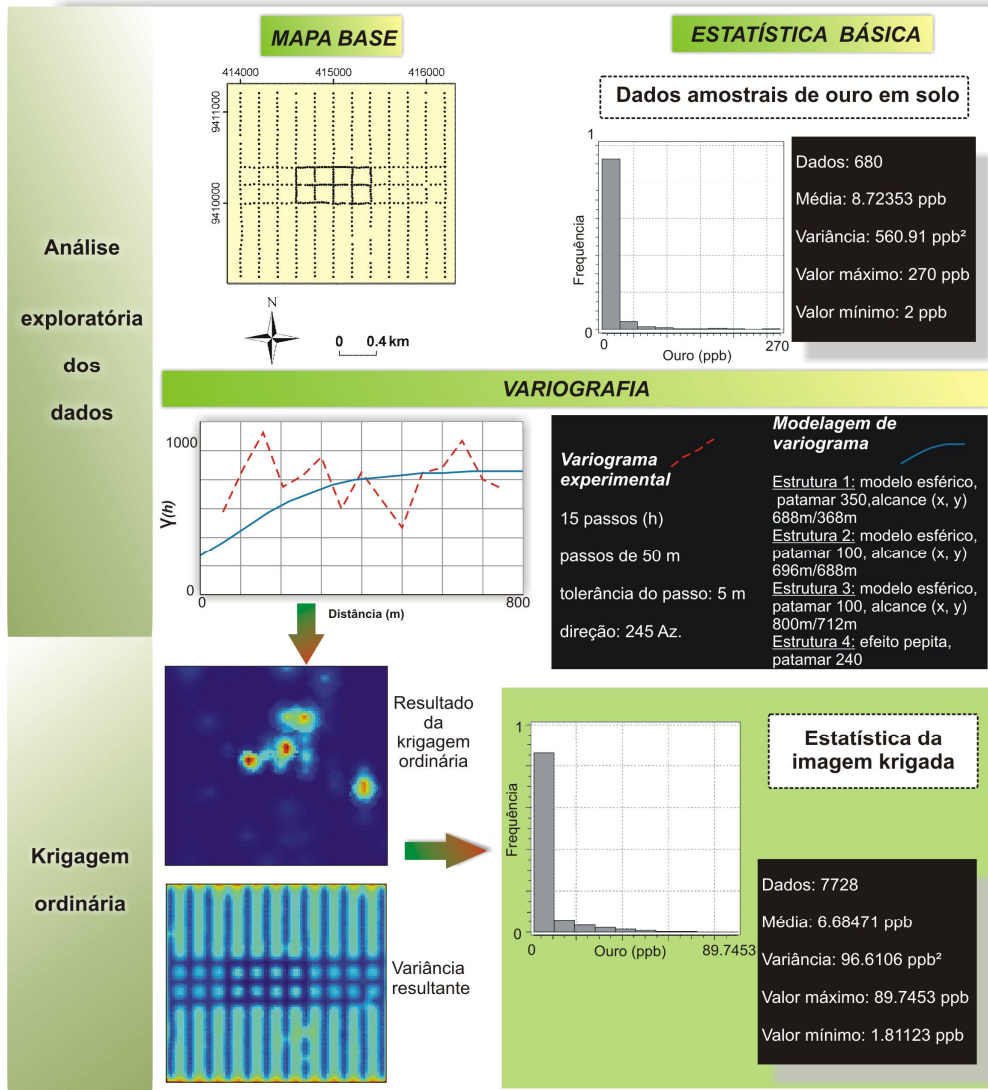 MAPA BASE
ESTATÍSTICA BÁSICA
Análise
exploratória
dos
dados
414000
415000
416000
9411000
9410000
N
0 0.4 km
Dados amostrais de ouro em solo
1
Frequência
0
0
270
Ouro (ppb)
Dados: 680
Média: 8.72353 ppb
Variância: 560.91 ppb²
Valor máximo: 270 ppb
Valor mínimo: 2 ppb
VARIOGRAFIA
1000
γ(h)
0
0
800
Distância (m)
Variograma
experimental
15 passos (h)
passos de 50 m
tolerância do passo: 5 m
direção: 245 Az.
Modelagem de
variograma
Estrutura 1: modelo esférico,
patamar 350,alcance (x, y)
688m/368m
Estrutura 2: modelo esférico,
patamar 100, alcance (x, y)
696m/688m
Estrutura 3: modelo esférico,
patamar 100, alcance (x, y)
800m/712m
Estrutura 4: efeito pepita,
patamar 240
Krigagem
ordinária
Resultado
da
krigagem
ordinária
Variância
resultante
1
Frequência
0
0
Ouro (ppb)
89.7453
Estatística da
imagem krigada
Dados: 7728
Média: 6.68471 ppb
Variância: 96.6106 ppb²
Valor máximo: 89.7453 ppb
Valor mínimo: 1.81123 ppb